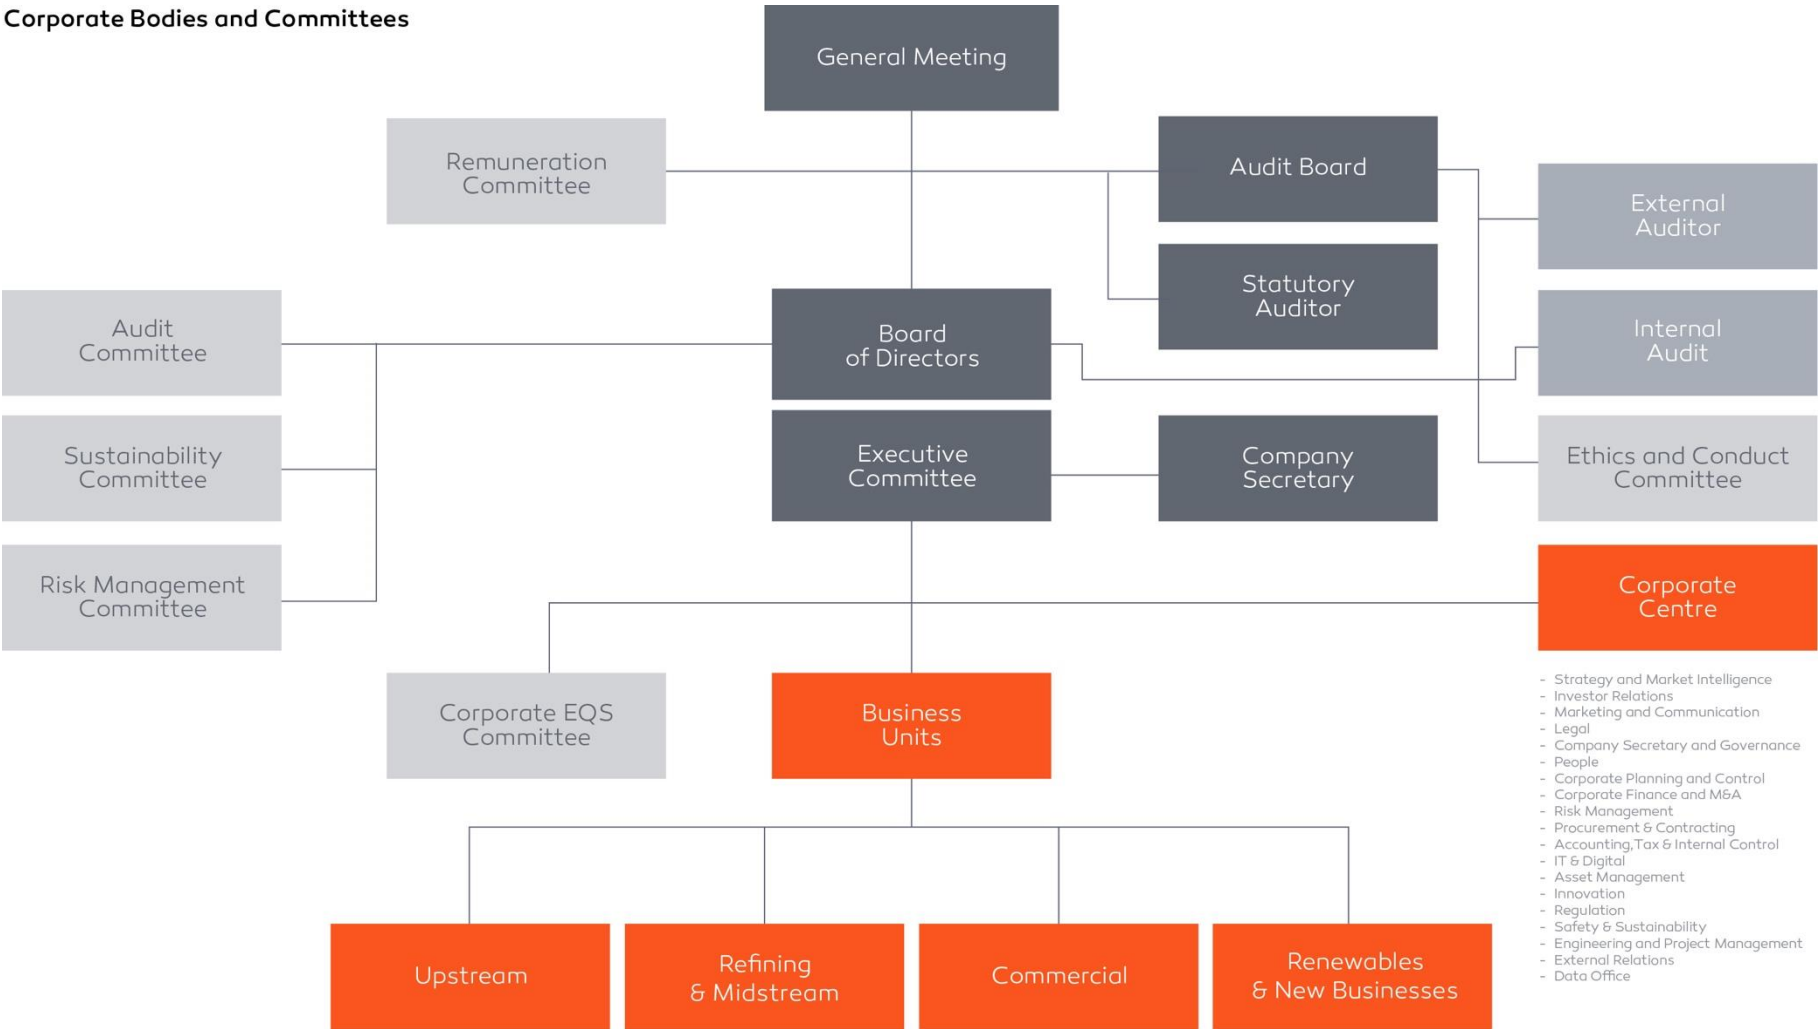 Corporate Bodies and Committees
General Meeting
Remuneration
Committee
Audit Board
External
Auditor
Statutory
Auditor
Audit
Committee
Board
of Directors
Internal
Audit
Sustainability
Committee
Executive
Committee
Company
Secretary
Ethics and Conduct
Committee
Risk Management
Committee
Corporate
Centre
Corporate EQS
Committee
Business
Units
- Strategy and Market Intelligence
- Investor Relations
- Marketing and Communication
- Legal
- Company Secretary and Governance
- People
- Corporate Planning and Control
- Corporate Finance and M&A
- Risk Management
- Procurement & Contracting
- Accounting,Tax & Internal Control
- IT & Digital
- Asset Management
- Innovation
- Regulation
- Safety & Sustainability
- Engineering and Project Management
- External Relations
- Data Office
Upstream
Refining
& Midstream
Commercial
Renewables
& New Businesses